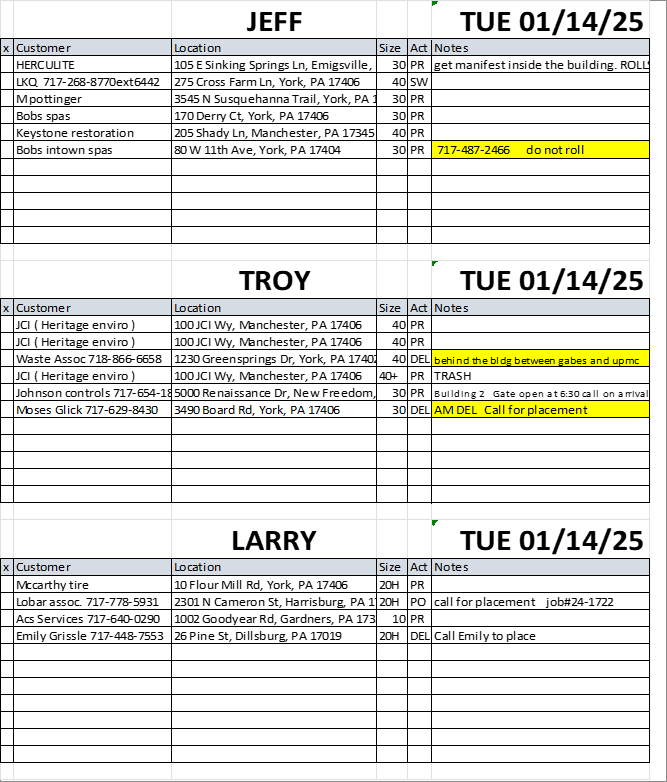 JEFF TUE 01/14/25
x Customer Location Size Act Notes
HERCULITE 105 E Sinking Springs Ln, Emigsville, 30 PR get manifest inside the building. ROLLS
LKQ 717-268-8770ext6442 275 Cross Farm Ln, York, PA 17406 40 SW
Mpottinger 3545 N Susquehanna Trail, York, PA 1 30 PR
Bobs spas 170 Derry Ct, York, PA 17406 30 PR
Keystone restoration 205 Shady Ln, Manchester, PA 17345 40 PR
Bobs intown spas 80 W 11th Ave, York, PA 17404 30 PR 717-487-2466 do not roll
TROY TUE 01/14/25
x Customer Location Size Act Notes
JCI ( Heritage enviro ) 100 JCI Wy, Manchester, PA 17406 40 PR
JCI ( Heritage enviro ) 100 JCI Wy, Manchester, PA 17406 40 PR
Waste Assoc 718-866-6658 1230 Greensprings Dr, York, PA 17402 40 DEL behind the bldg between gabes and upmc
JCI ( Heritage enviro ) 100 JCI Wy, Manchester, PA 17406 40+ PR TRASH
Johnson controls 717-654-18 5000 Renaissance Dr, New Freedom, 30 PR Building 2 Gate open at 6:30 call on arrival
Moses Glick 717-629-8430 3490 Board Rd, York, PA 17406 30 DEL AM DEL Call for placement
LARRY TUE 01/14/25
x Customer Location Size Act Notes
Mccarthy tire 10 Flour Mill Rd, York, PA 17406 20H PR
Lobar assoc. 717-778-5931 2301 N Cameron St, Harrisburg, PA 1 20H PO call for placement job#24-1722
Acs Services 717-640-0290 1002 Goodyear Rd, Gardners, PA 173 10 PR
Emily Grissle 717-448-7553 26 Pine St, Dillsburg, PA 17019 20H DEL Call Emily to place